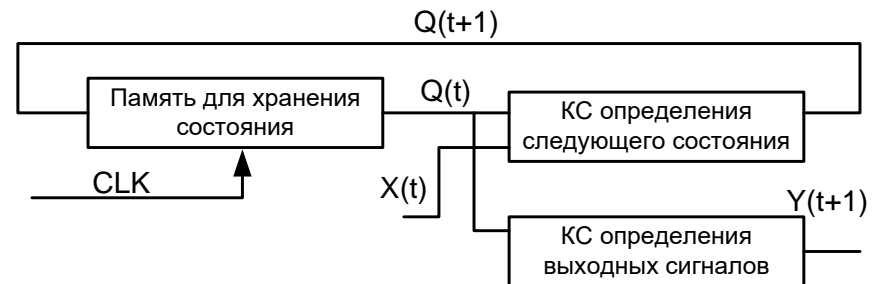 Q(t+1)
Память для хранения
состояния
Q(t)
КС определения
следующего состояния
CLK
X(t)
Y(t+1)
КС определения
выходных сигналов